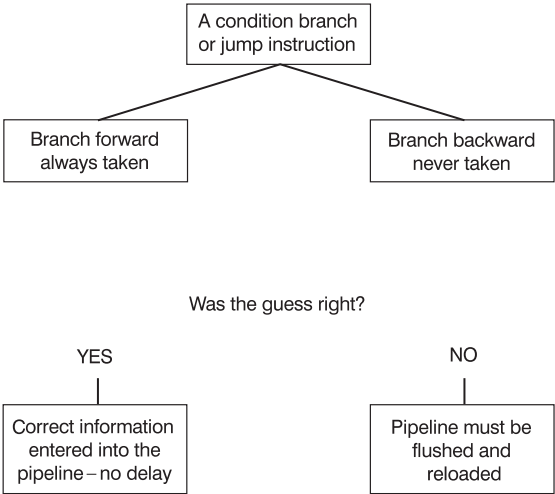 A condition branch
or jump instruction
Branch forward
always taken
Branch backward
never taken
Was the guess right?
YES
NO
Correct information
entered into the
pipeline – no delay
Pipeline must be
flushed and
reloaded